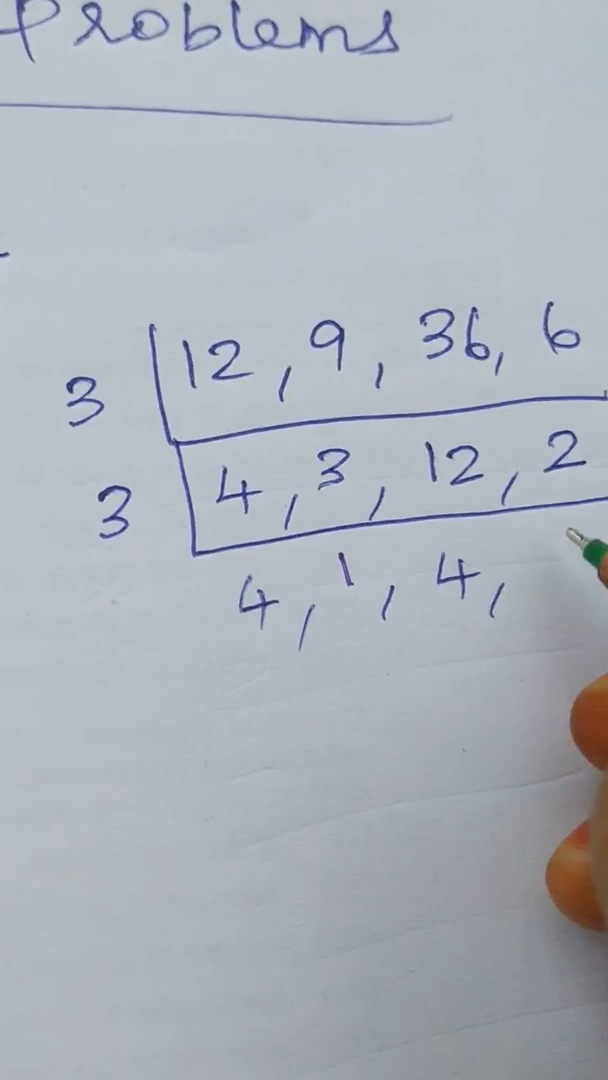 Problems
3 12, 9, 36, 6
3 4, 3, 12, 2
4, 1, 4,